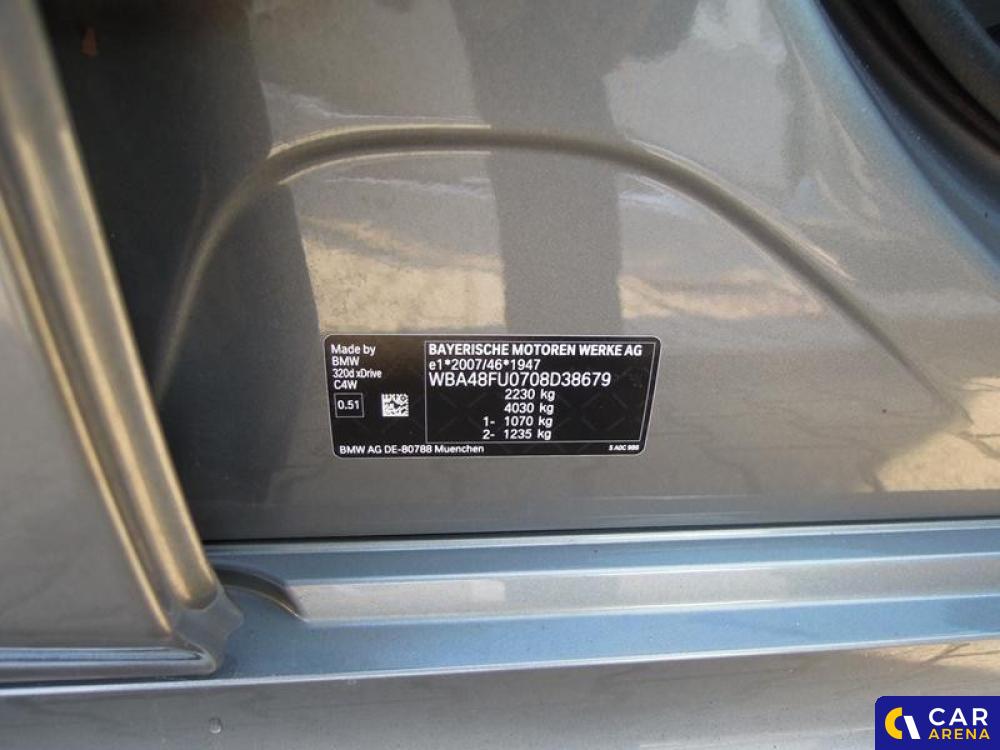 Made by
BMW
320d xDrive
C4W
0.51
BAYERISCHE MOTOREN WERKE AG
e1*2007/46*1947
WBA48FU0708D38679
2230 kg
4030 kg
1- 1070 kg
2- 1235 kg
BMW AG DE-80788 Muenchen
CAR
ARENA